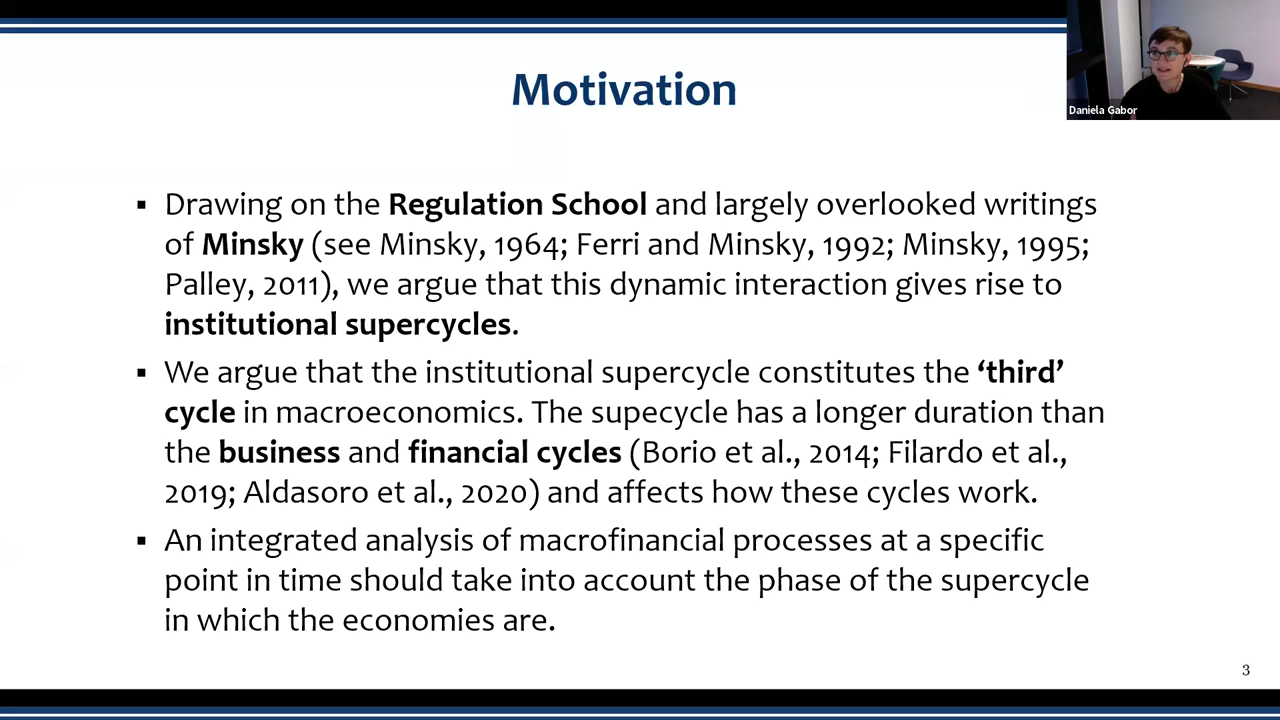 Daniela Gabor
Motivation
▪ Drawing on the Regulation School and largely overlooked writings
of Minsky (see Minsky, 1964; Ferri and Minsky, 1992; Minsky, 1995;
Palley, 2011), we argue that this dynamic interaction gives rise to
institutional supercycles.
▪ We argue that the institutional supercycle constitutes the ‘third’
cycle in macroeconomics. The supecycle has a longer duration than
the business and financial cycles (Borio et al., 2014; Filardo et al.,
2019; Aldasoro et al., 2020) and affects how these cycles work.
▪ An integrated analysis of macrofinancial processes at a specific
point in time should take into account the phase of the supercycle
in which the economies are.
3